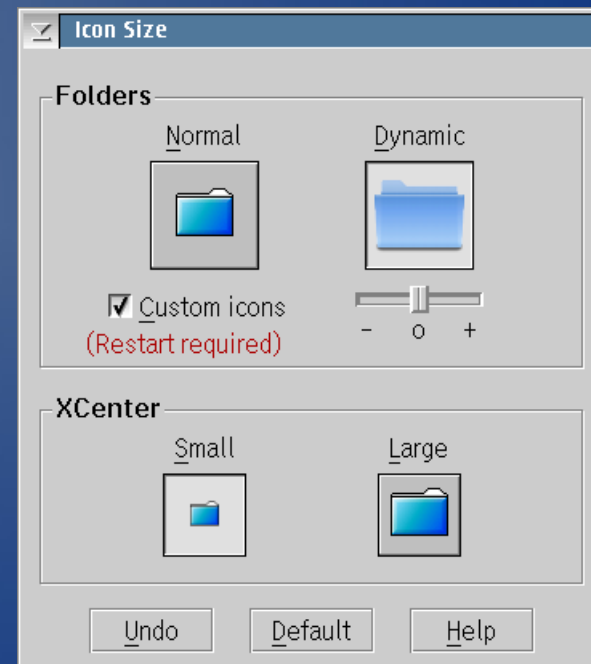 Icon Size
Folders
Normal Dynamic
Custom icons
(Restart required)
- o +
XCenter
Small Large
Undo Default Help